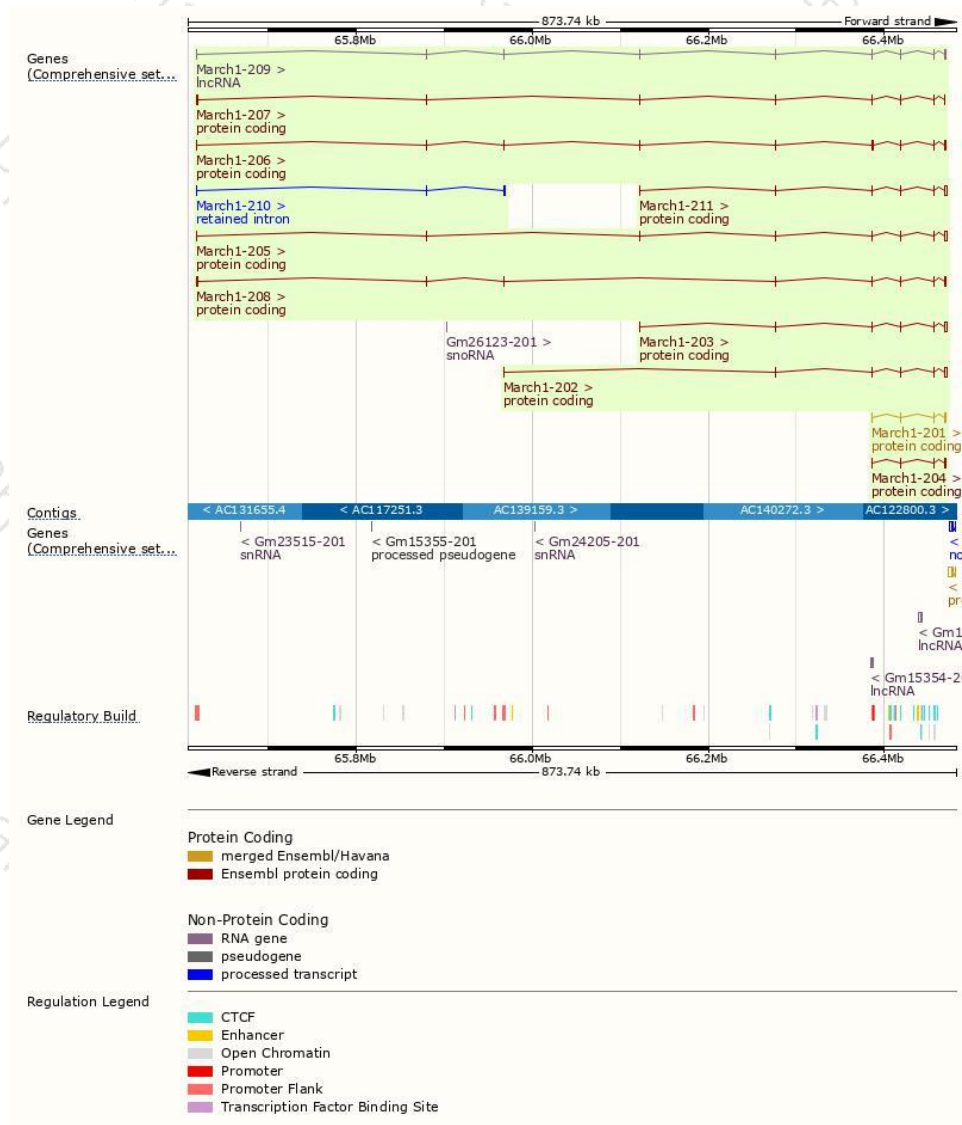 873.74 kb
Forward strand
65.8Mb 66.0Mb 66.2Mb 66.4Mb
Genes
(Comprehensive set...
March1-209 >
lncRNA
March1-207 >
protein coding
March1-206 >
protein coding
March1-210 > March1-211 >
retained intron protein coding
March1-205 >
protein coding
March1-208 >
protein coding
Gm26123-201 > March1-203 >
snoRNA protein coding
March1-202 >
protein coding
March1-201 >
protein coding
March1-204 >
protein coding
Contigs
< AC131655.4 < AC117251.3 AC139159.3 > AC140272.3 > AC122800.3 >
Genes
(Comprehensive set...
< Gm23515-201 < Gm15355-201 < Gm24205-201 <
snRNA processed pseudogene snRNA
<
< Gm1
lncRNA
< Gm15354-2
lncRNA
Regulatory Build
65.8Mb 66.0Mb 66.2Mb 66.4Mb
Reverse strand 873.74 kb
Gene Legend
Protein Coding
merged Ensembl/Havana
Ensembl protein coding
Non-Protein Coding
RNA gene
pseudogene
processed transcript
Regulation Legend
CTCF
Enhancer
Open Chromatin
Promoter
Promoter Flank
Transcription Factor Binding Site